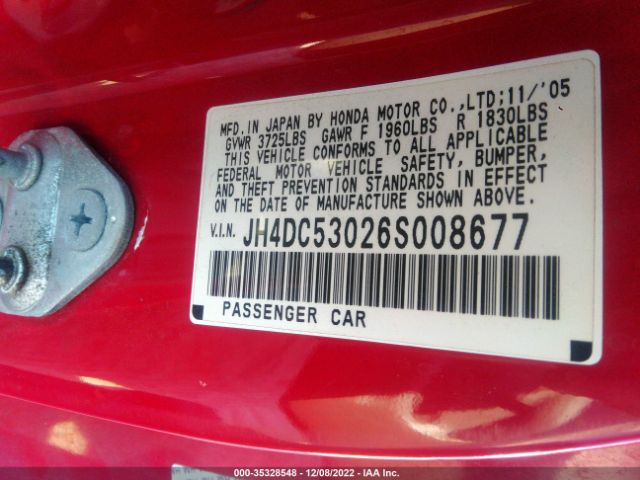 MFD.IN JAPAN BY HONDA MOTOR CO.,LTD;11/'05
GVWR 3725LBS GAWR F 1960LBS R 1830LBS
THIS VEHICLE CONFORMS TO ALL APPLICABLE
FEDERAL MOTOR VEHICLE SAFETY, BUMPER,
AND THEFT PREVENTION STANDARDS IN EFFECT
ON THE DATE OF MANUFACTURE SHOWN ABOVE.
V.I.N. JH4DC53026S008677
PASSENGER CAR
000-35328548 - 12/08/2022 - IAA Inc.